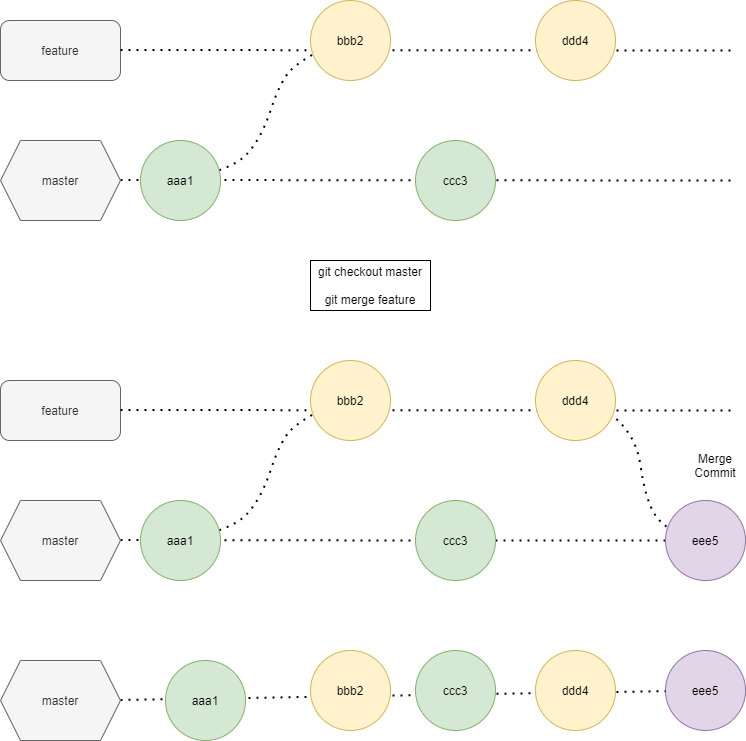 feature
bbb2
ddd4
master
aaa1
ccc3
git checkout master
git merge feature
feature
bbb2
ddd4
Merge
Commit
master
aaa1
ccc3
eee5
master
aaa1
bbb2
ccc3
ddd4
eee5